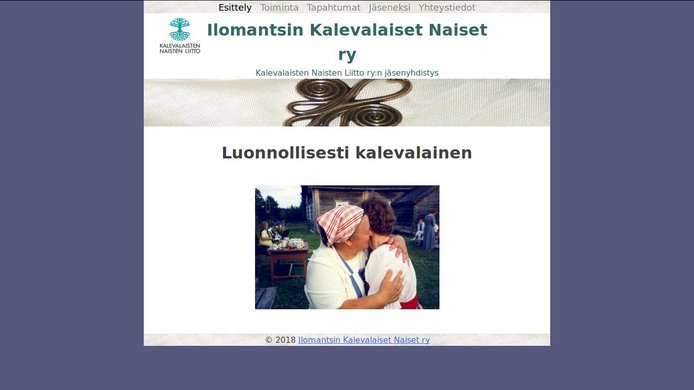 Esittely Toiminta Tapahtumat Jäseneksi Yhteystiedot
KALEVALAISTEN
NAISTEN LIITTO
Ilomantsin Kalevalaiset Naiset
ry
Kalevalaisten Naisten Liitto ry:n jäsenyhdistys
Luonnollisesti kalevalainen
© 2018 Ilomantsin Kalevalaiset Naiset ry